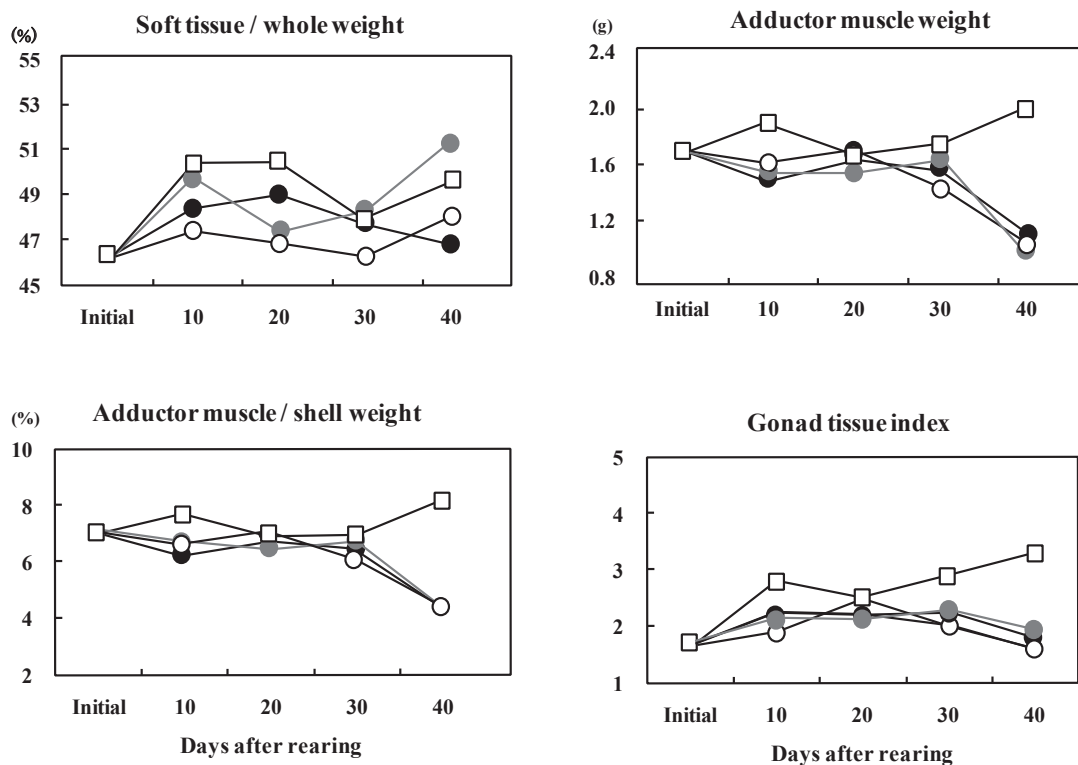 Soft tissue / whole weight
(%)
55
53
51
49
47
45
Initial 10 20 30 40
Adductor muscle weight
(g)
2.4
2.0
1.6
1.2
0.8
Initial 10 20 30 40
Adductor muscle / shell weight
(%)
10
8
6
4
2
Initial 10 20 30 40
Days after rearing
Gonad tissue index
5
4
3
2
1
Initial 10 20 30 40
Days after rearing